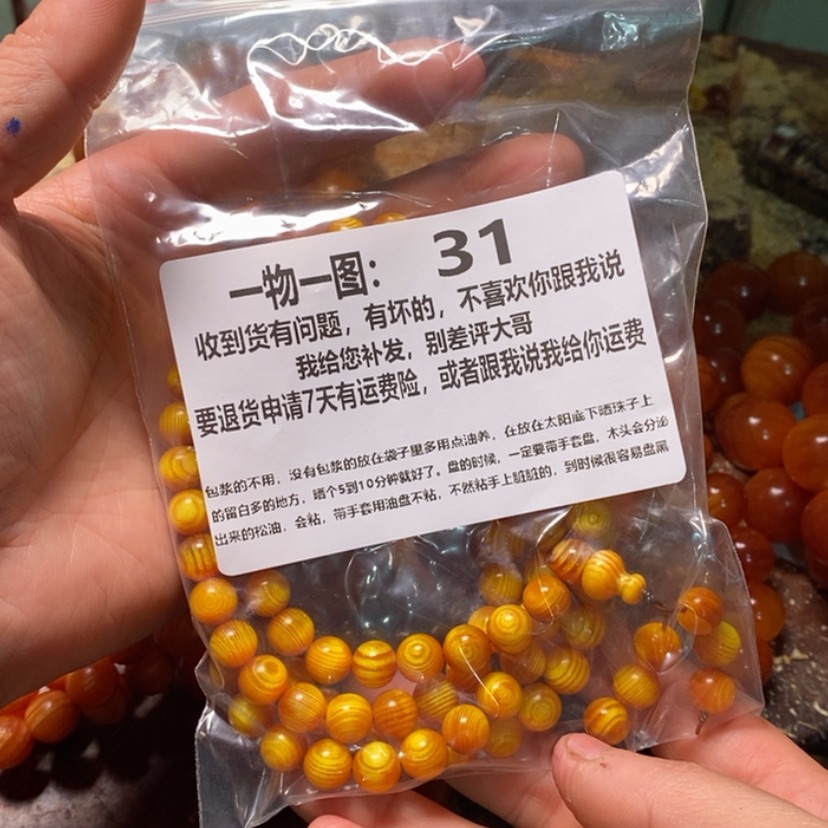 一物一图： 31
收到货有问题，有坏的，不喜欢你跟我说
我给您补发，别差评大哥
要退货申请7天有运费险，或者跟我说我给你运费
包浆的不用，没有包浆的放在袋子里多用点油养，在放在太阳底下晒珠子上
的留白多的地方，晒个5到10分钟就好了。盘的时候，一定要带手套盘，木头会分泌
出来的松油，会粘，带手套用油盘不粘，不然粘手上脏脏的，到时候很容易盘黑